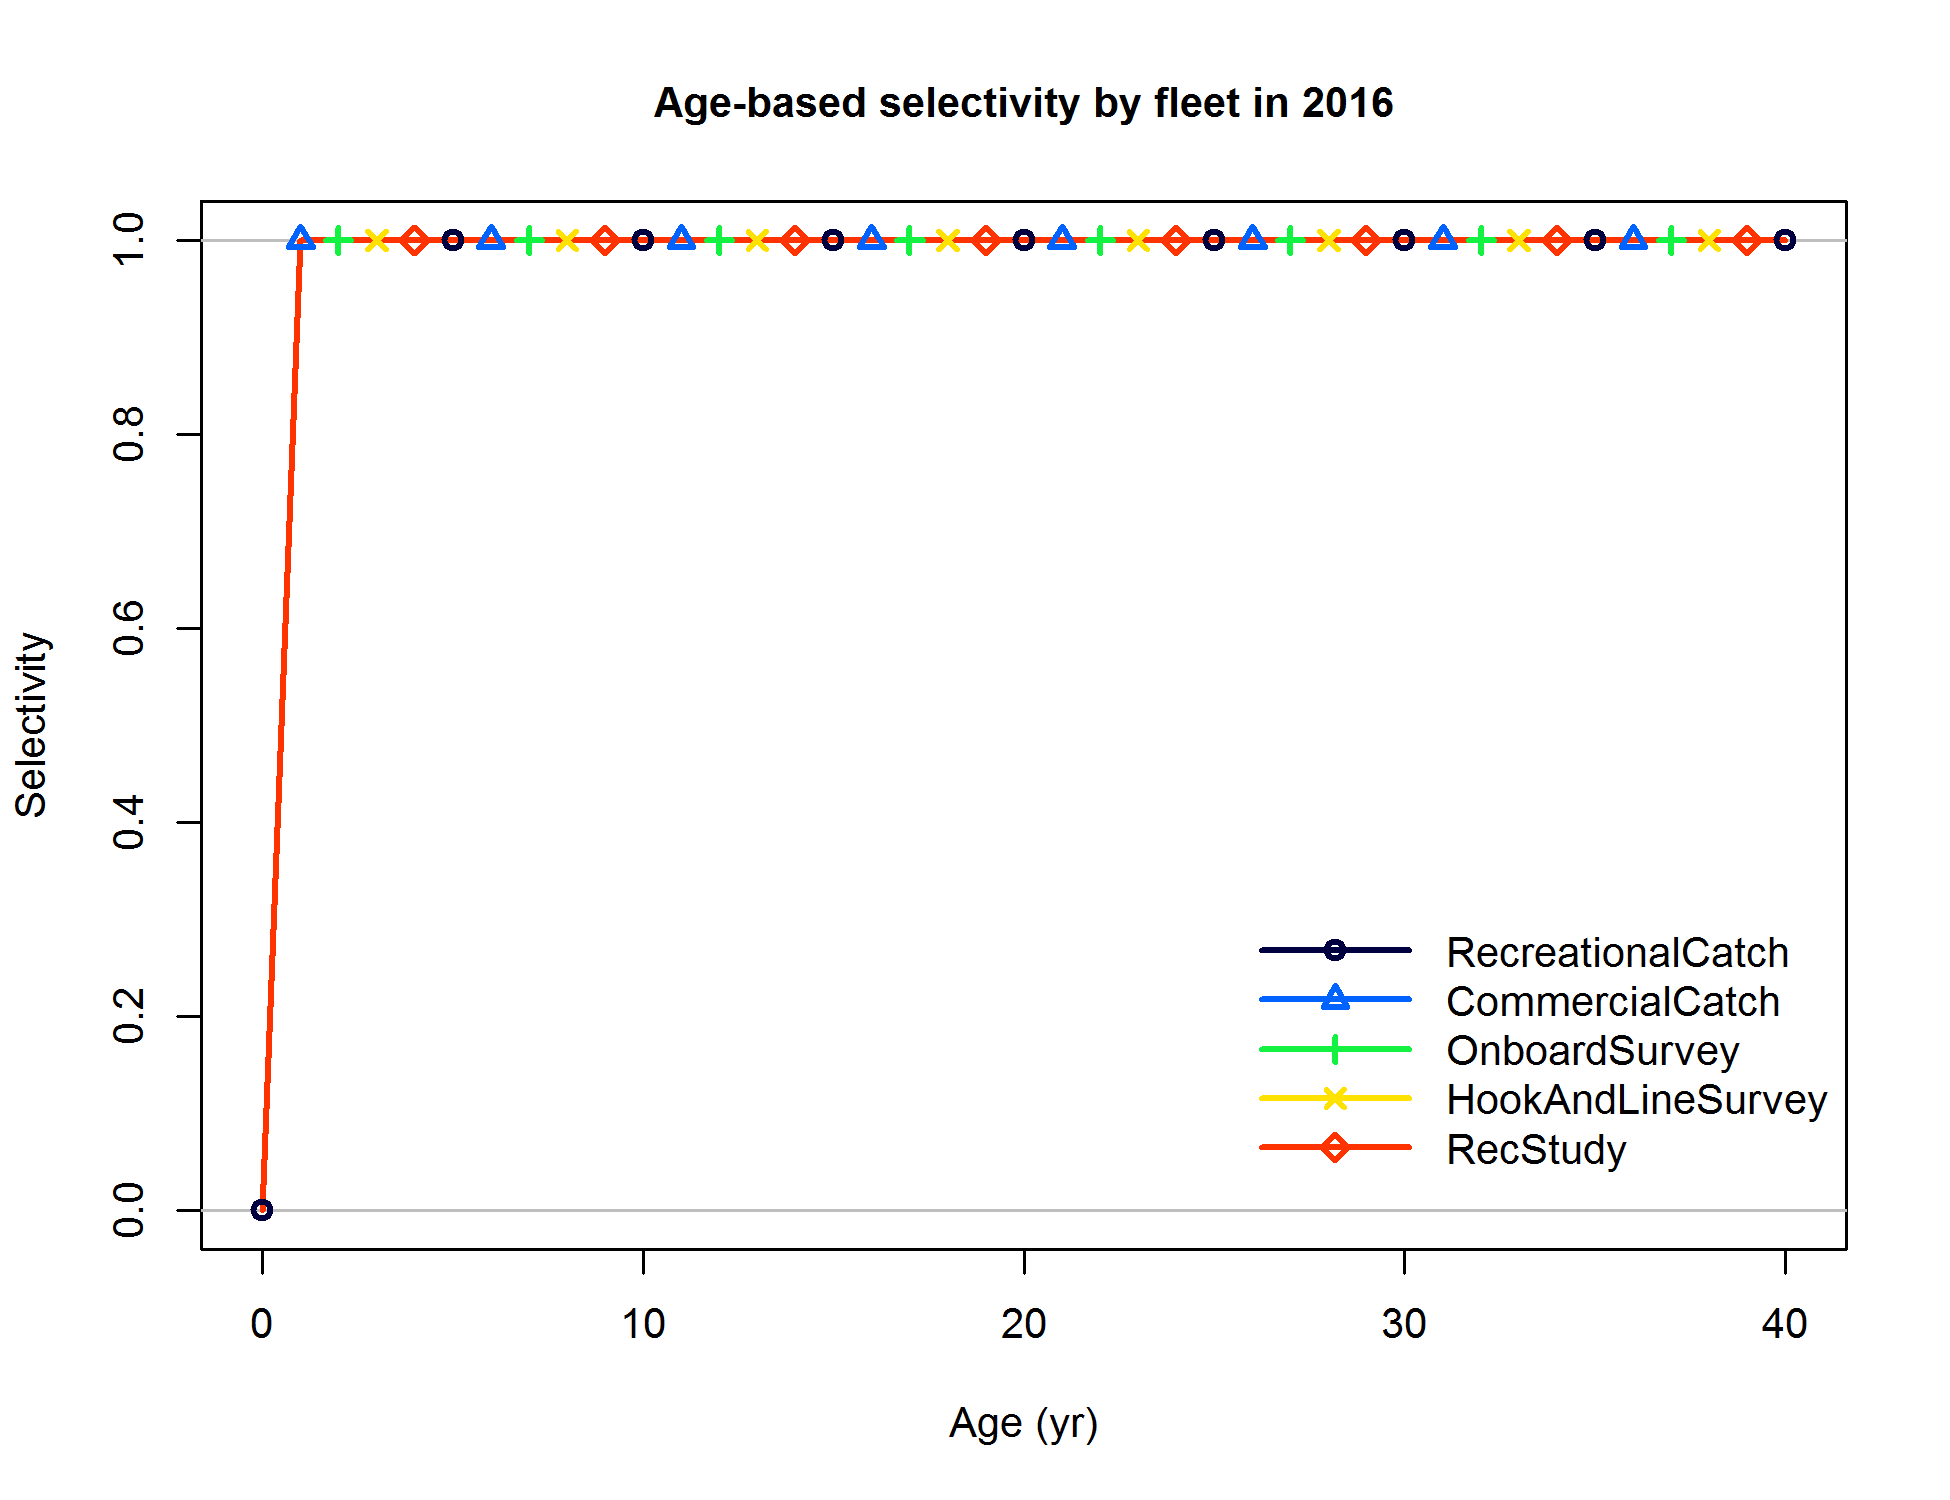 Age-based selectivity by fleet in 2016
Selectivity
1.0
0.8
0.6
0.4
0.2
0.0
RecreationalCatch
CommercialCatch
OnboardSurvey
HookAndLineSurvey
RecStudy
0 10 20 30 40
Age (yr)